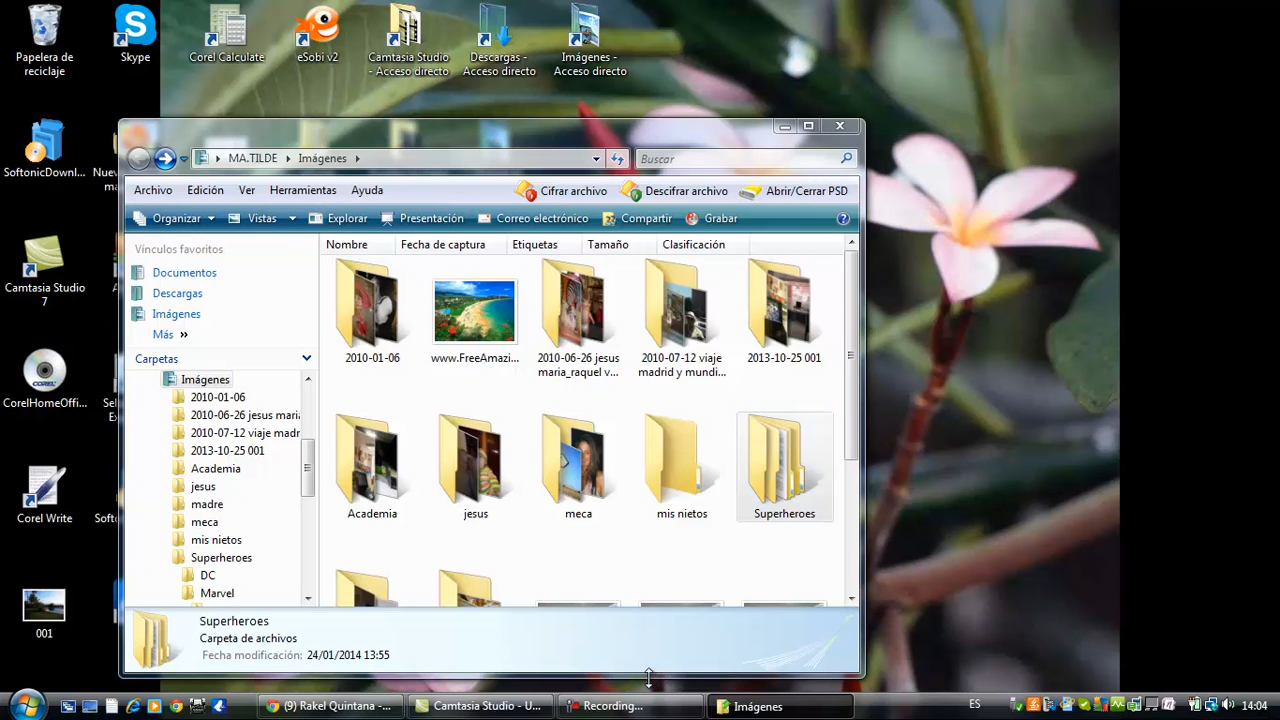 Papelera de
reciclaje
Skype
Corel Calculate
eSobi v2
Camtasia Studio
- Acceso directo
Descargas -
Acceso directo
Imágenes -
Acceso directo
SoftonicDownl...
Camtasia Studio
7
CorelHomeOffi...
Corel Write
001
MA.TILDE
Imágenes
Buscar
Archivo
Edición
Ver
Herramientas
Ayuda
Cifrar archivo
Descifrar archivo
Abrir/Cerrar PSD
Organizar
Vistas
Explorar
Presentación
Correo electrónico
Compartir
Grabar
Vínculos favoritos
Documentos
Descargas
Imágenes
Más
Carpetas
Imágenes
2010-01-06
2010-06-26 jesus maria
2010-07-12 viaje madr
2013-10-25 001
Academia
jesus
madre
meca
mis nietos
Superheroes
DC
Marvel
Nombre
Fecha de captura
Etiquetas
Tamaño
Clasificación
2010-01-06
www.FreeAmazi...
2010-06-26 jesus
maria_raquel v...
2010-07-12 viaje
madrid y mundi...
2013-10-25 001
Academia
jesus
meca
mis nietos
Superheroes
Superheroes
Carpeta de archivos
Fecha modificación: 24/01/2014 13:55
(9) Rakel Quintana -...
Camtasia Studio - U...
Recording...
Imágenes
ES
14:04